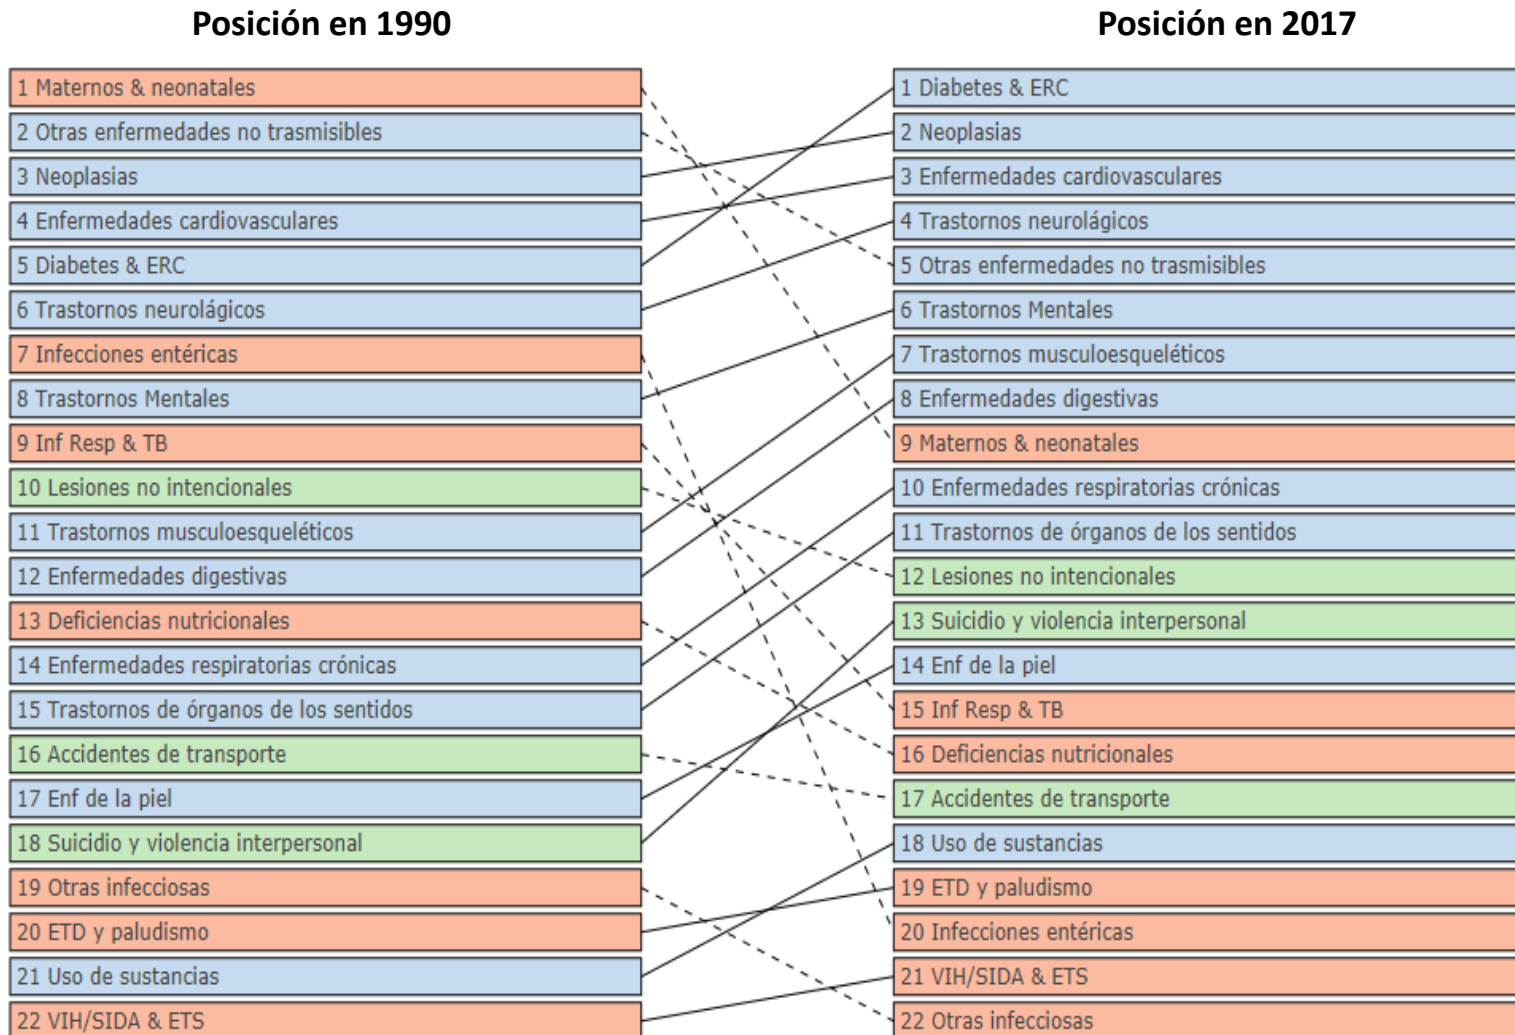 Posición en 1990
Posición en 2017
1 Maternos & neonatales
2 Otras enfermedades no trasmisibles
3 Neoplasias
4 Enfermedades cardiovasculares
5 Diabetes & ERC
6 Trastornos neurolágicos
7 Infecciones entéricas
8 Trastornos Mentales
9 Inf Resp & TB
10 Lesiones no intencionales
11 Trastornos musculoesqueléticos
12 Enfermedades digestivas
13 Deficiencias nutricionales
14 Enfermedades respiratorias crónicas
15 Trastornos de órganos de los sentidos
16 Accidentes de transporte
17 Enf de la piel
18 Suicidio y violencia interpersonal
19 Otras infecciosas
20 ETD y paludismo
21 Uso de sustancias
22 VIH/SIDA & ETS
1 Diabetes & ERC
2 Neoplasias
3 Enfermedades cardiovasculares
4 Trastornos neurolágicos
5 Otras enfermedades no trasmisibles
6 Trastornos Mentales
7 Trastornos musculoesqueléticos
8 Enfermedades digestivas
9 Maternos & neonatales
10 Enfermedades respiratorias crónicas
11 Trastornos de órganos de los sentidos
12 Lesiones no intencionales
13 Suicidio y violencia interpersonal
14 Enf de la piel
15 Inf Resp & TB
16 Deficiencias nutricionales
17 Accidentes de transporte
18 Uso de sustancias
19 ETD y paludismo
20 Infecciones entéricas
21 VIH/SIDA & ETS
22 Otras infecciosas